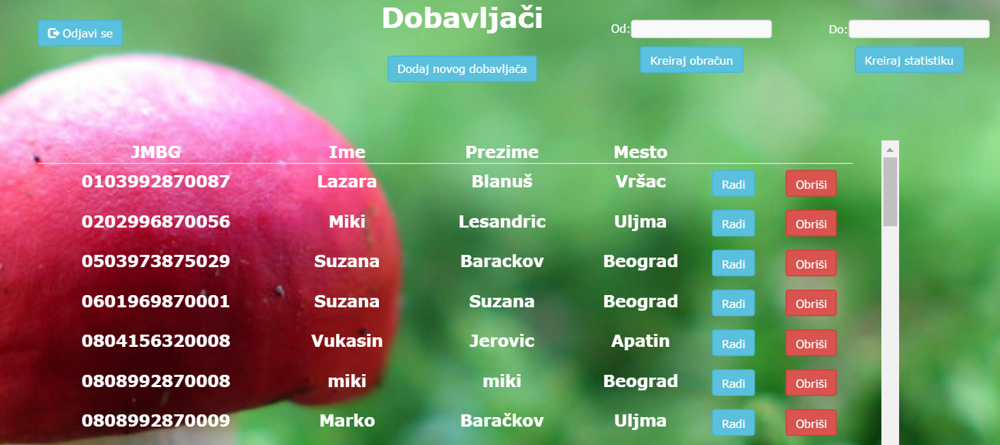 Dobavljači
Odjavi se
Od:
Do:
Dodaj novog dobavljača
Kreiraj obračun
Kreiraj statistiku
JMBG Ime Prezime Mesto
0103992870087 Lazara Blanuš Vršac Radi Obriši
0202996870056 Miki Lesandric Uljma Radi Obriši
0503973875029 Suzana Barackov Beograd Radi Obriši
0601969870001 Suzana Suzana Beograd Radi Obriši
0804156320008 Vukasin Jerovic Apatin Radi Obriši
0808992870008 miki miki Beograd Radi Obriši
0808992870009 Marko Baračkov Uljma Radi Obriši